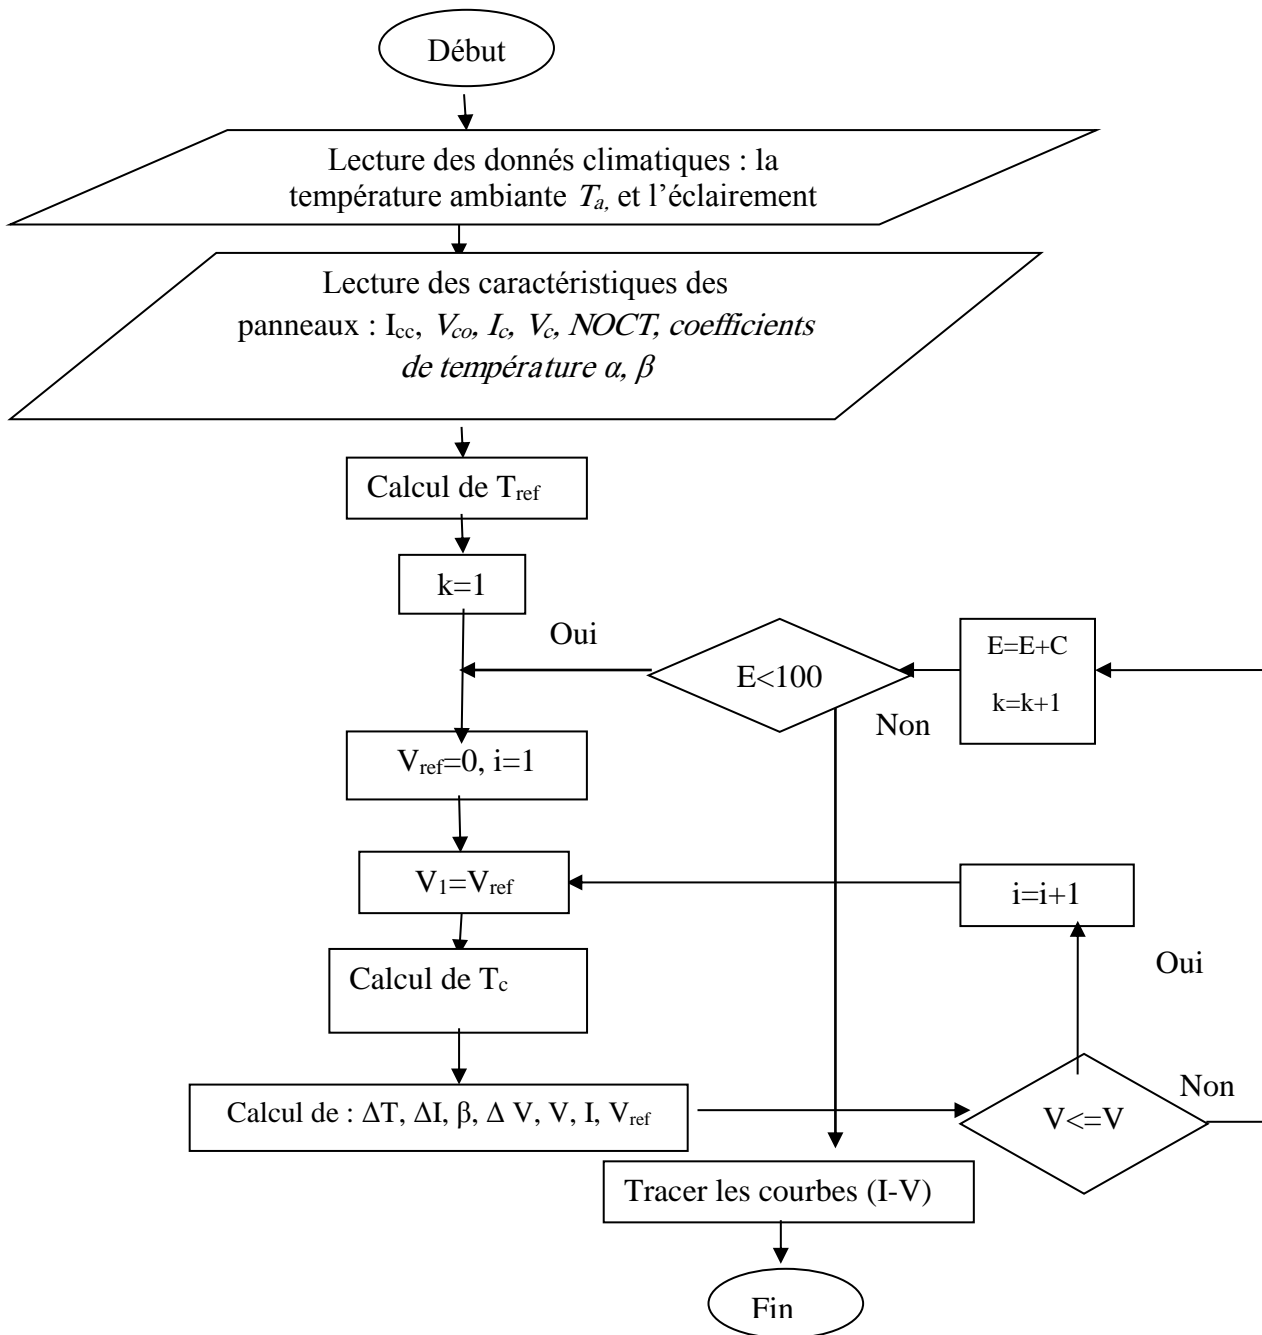 Début
Lecture des donnés climatiques : la
température ambiante Ta, et l’éclairement
Lecture des caractéristiques des
panneaux : Icc, Vco, Ic, Vc, NOCT, coefficients
de température α, β
Calcul de Tref
k=1
Oui
E<100
Non
E=E+C
k=k+1
Vref=0, i=1
V1=Vref
i=i+1
Calcul de Tc
Oui
Calcul de : ΔT, ΔI, β, Δ V, V, I, Vref
V<=V
Non
Tracer les courbes (I-V)
Fin